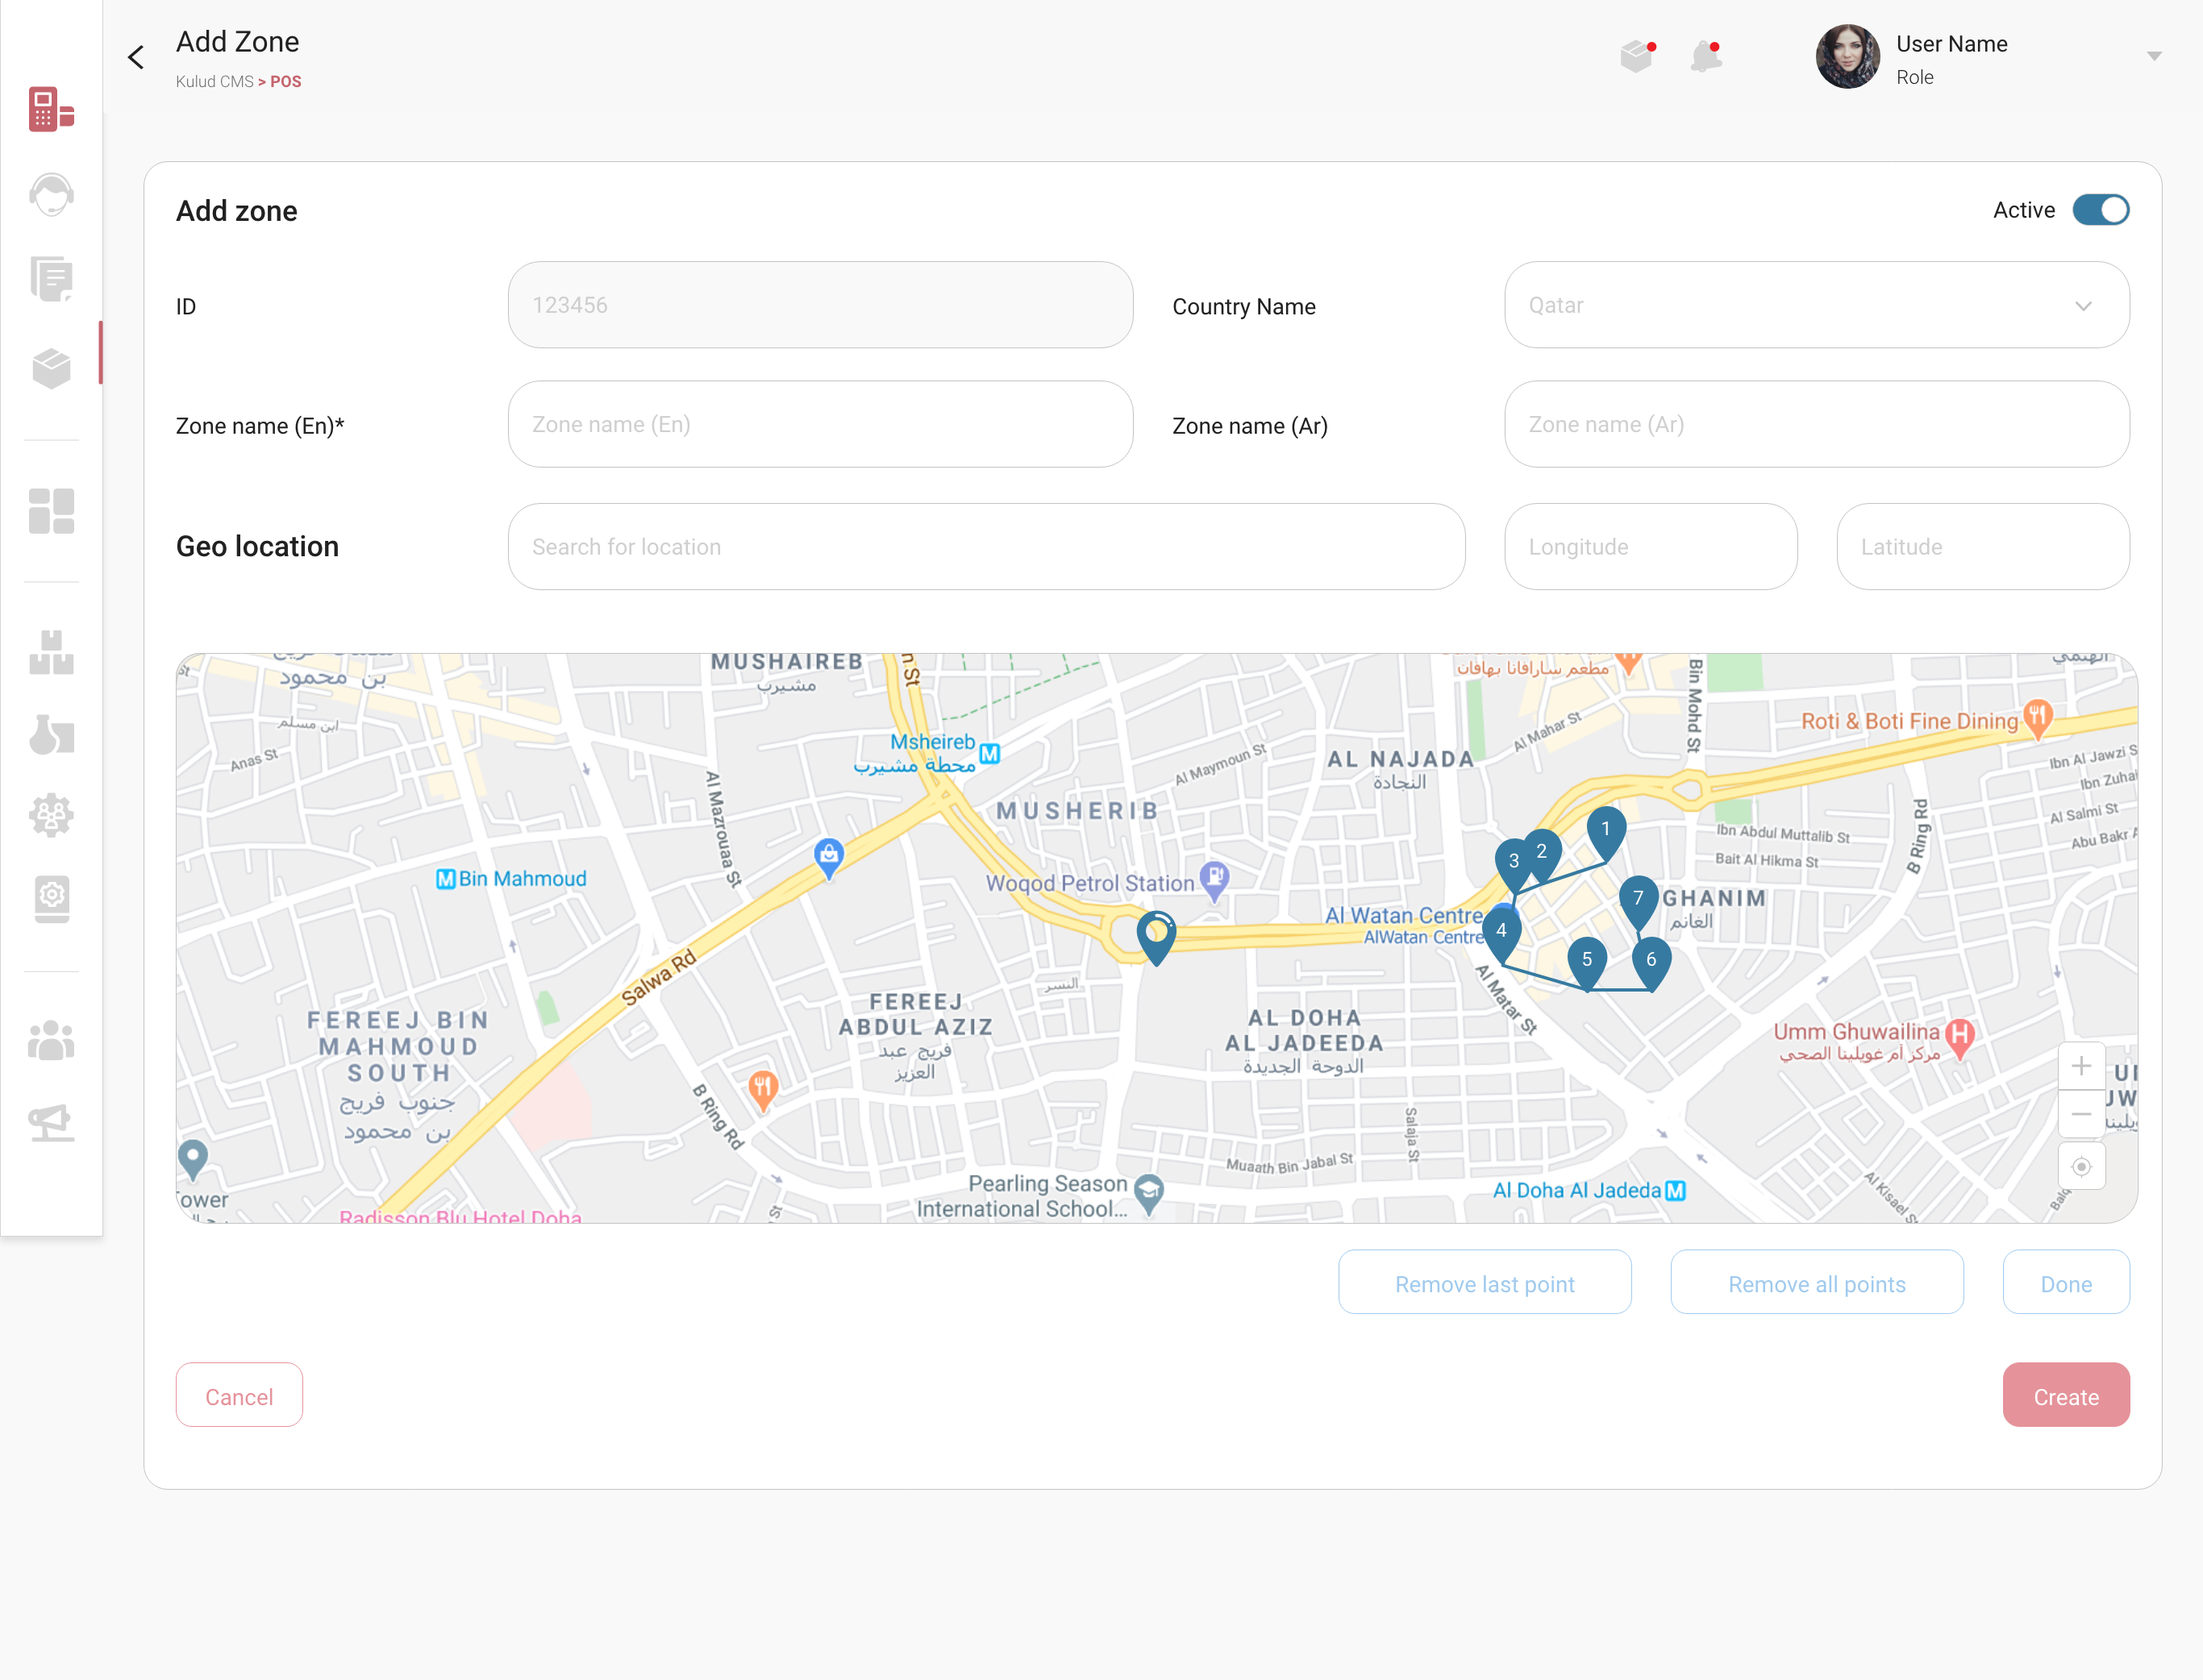 Add Zone
Kulud CMS > POS
User Name
Role
Add zone
Active
ID
123456
Country Name
Qatar
Zone name (En)*
Zone name (En)
Zone name (Ar)
Zone name (Ar)
Geo location
Search for location
Longitude
Latitude
بن محمود
MUSHAIREB
مشيرب
n St
مطعم سارافانا بهافان
Bin Mohd St
ابن مسلم
Anas St
Msheireb
محطة مشيرب
Al Mazrouaa St
Al Maymoun St
AL NAJADA
النجادة
Al Mahar St
Roti & Boti Fine Dining
Ibn Al Jawzi S
Ibn Zuhai
Al Salmi St
Abu Bakr A
MUSHERIB
B Ring Rd
Ibn Abdul Muttalib St
Bait Al Hikma St
1
2
3
4
5
6
7
M Bin Mahmoud
Woqod Petrol Station
Al Watan Centre
AlWatan Centre
GHANIM
الغانم
Salwa Rd
النسر
FEREEJ
ABDUL AZIZ
فريج عبد
العزيز
FEREEJ BIN
MAHMOUD
SOUTH
جنوب فريج
بن محمود
AL DOHA
AL JADEEDA
الدوحة الجديدة
Al Matar St
Umm Ghuwailina
مركز أم غويلينا الصحي
B Ring Rd
Salaja St
Muaath Bin Jabal St
Pearling Season
International School...
Al Doha Al Jadeda M
Al Kisael St
ower
Radisson Blu Hotel Doha
Remove last point
Remove all points
Done
Cancel
Create